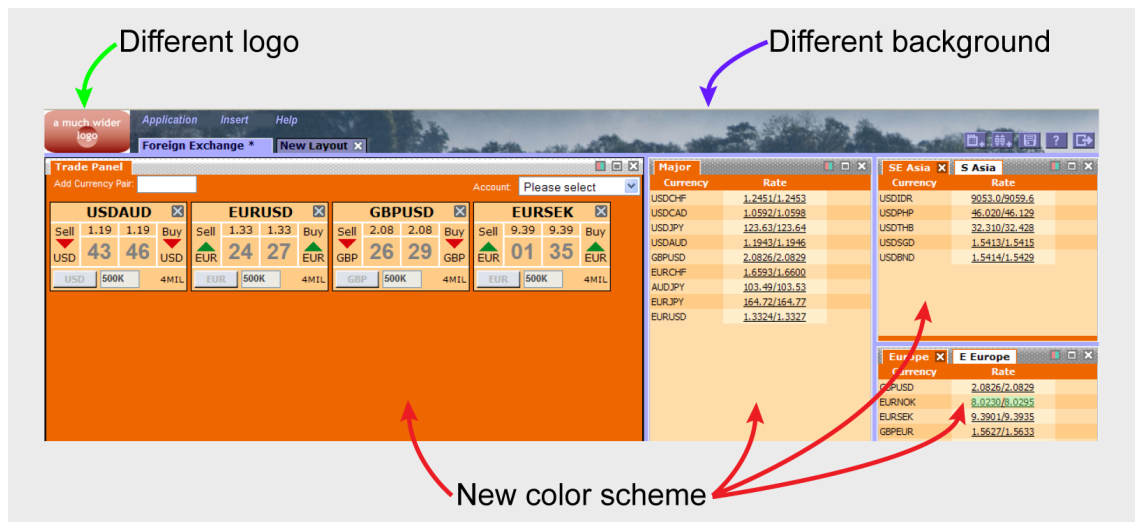 Different logo
Different background
a much wider
logo
Application Insert Help
Foreign Exchange * New Layout
?
Trade Panel
Add Currency Pair:
Account: Please select
USDAUD
Sell 1.19 1.19 Buy
USD 43 46 USD
USD 500K 4MIL
EURUSD
Sell 1.33 1.33 Buy
EUR 24 27 EUR
EUR 500K 4MIL
GBPUSD
Sell 2.08 2.08 Buy
GBP 26 29 GBP
GBP 500K 4MIL
EURSEK
Sell 9.39 9.39 Buy
EUR 01 35 EUR
EUR 500K 4MIL
Major
Currency Rate
USDCHF 1.2451/1.2453
USDCAD 1.0592/1.0598
USDJPY 123.63/123.64
USDAUD 1.1943/1.1946
GBPUSD 2.0826/2.0829
EURCHF 1.6593/1.6600
AUDJPY 103.49/103.53
EURJPY 164.72/164.77
EURUSD 1.3324/1.3327
SE Asia S Asia
Currency Rate
USDIDR 9053.0/9059.6
USDPHP 46.020/46.129
USDTHB 32.310/32.428
USDSGD 1.5413/1.5415
USDBND 1.5414/1.5429
Europe E Europe
Currency Rate
GBPUSD 2.0826/2.0829
EURNOK 8.0230/8.0295
EURSEK 9.3901/9.3935
GBPEUR 1.5627/1.5633
New color scheme